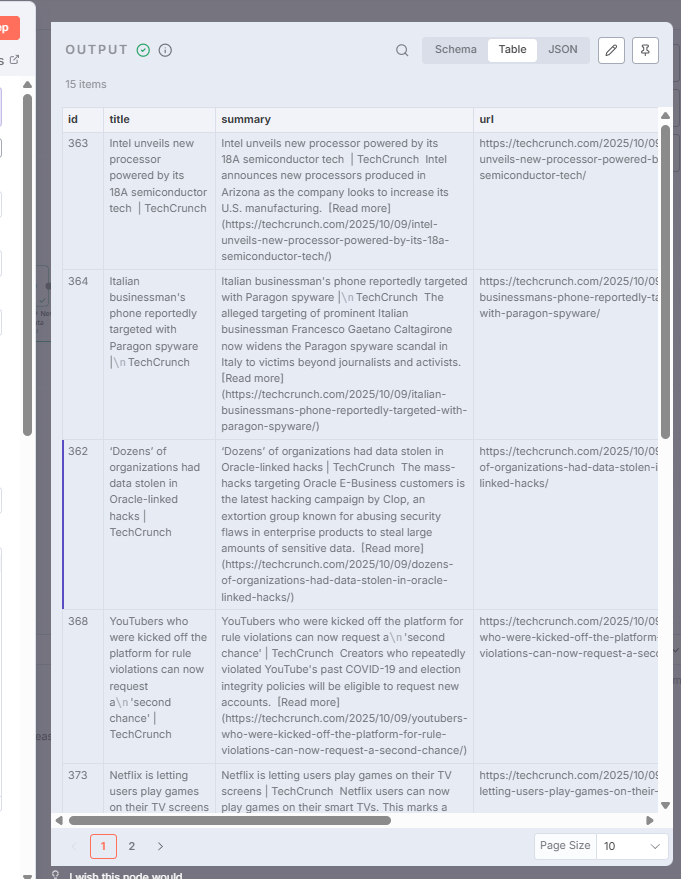 OUTPUT
Schema
Table
JSON
15 items
id
title
summary
url
363
Intel unveils new
processor
powered by its
18A semiconductor
tech | TechCrunch
Intel unveils new processor powered by its
18A semiconductor tech | TechCrunch Intel
announces new processors produced in
Arizona as the company looks to increase its
U.S. manufacturing. [Read more]
(https://techcrunch.com/2025/10/09/intel-
unveils-new-processor-powered-by-its-18a-
semiconductor-tech/)
https://techcrunch.com/2025/10/09
unveils-new-processor-powered-b
semiconductor-tech/
364
Italian
businessman's
phone reportedly
targeted with
Paragon spyware
|\n TechCrunch
Italian businessman's phone reportedly targeted
with Paragon spyware |\n TechCrunch The
alleged targeting of prominent Italian
businessman Francesco Gaetano Caltagirone
now widens the Paragon spyware scandal in
Italy to victims beyond journalists and activists.
[Read more]
(https://techcrunch.com/2025/10/09/italian-
businessmans-phone-reportedly-targeted-with-
paragon-spyware/)
https://techcrunch.com/2025/10/09
businessmans-phone-reportedly-ta
with-paragon-spyware/
362
‘Dozens’ of
organizations had
data stolen in
Oracle-linked
hacks |
TechCrunch
‘Dozens’ of organizations had data stolen in
Oracle-linked hacks | TechCrunch The mass-
hacks targeting Oracle E-Business customers is
the latest hacking campaign by Clop, an
extortion group known for abusing security
flaws in enterprise products to steal large
amounts of sensitive data. [Read more]
(https://techcrunch.com/2025/10/09/dozens-
of-organizations-had-data-stolen-in-oracle-
linked-hacks/)
https://techcrunch.com/2025/10/09
of-organizations-had-data-stolen-i
linked-hacks/
368
YouTubers who
were kicked off the
platform for rule
violations can now
request
a\n'second
chance' |
TechCrunch
YouTubers who were kicked off the platform for
rule violations can now request a\n'second
chance' | TechCrunch Creators who repeatedly
violated YouTube's past COVID-19 and election
integrity policies will be eligible to request new
accounts. [Read more]
(https://techcrunch.com/2025/10/09/youtubers-
who-were-kicked-off-the-platform-for-rule-
violations-can-now-request-a-second-chance/)
https://techcrunch.com/2025/10/09
who-were-kicked-off-the-platform-
violations-can-now-request-a-seco
373
Netflix is letting
users play games
on their TV screens
Netflix is letting users play games on their TV
screens | TechCrunch Netflix users can now
play games on their smart TVs. This marks a
https://techcrunch.com/2025/10/09
letting-users-play-games-on-their-
1
2
Page Size
10
I wish this node would